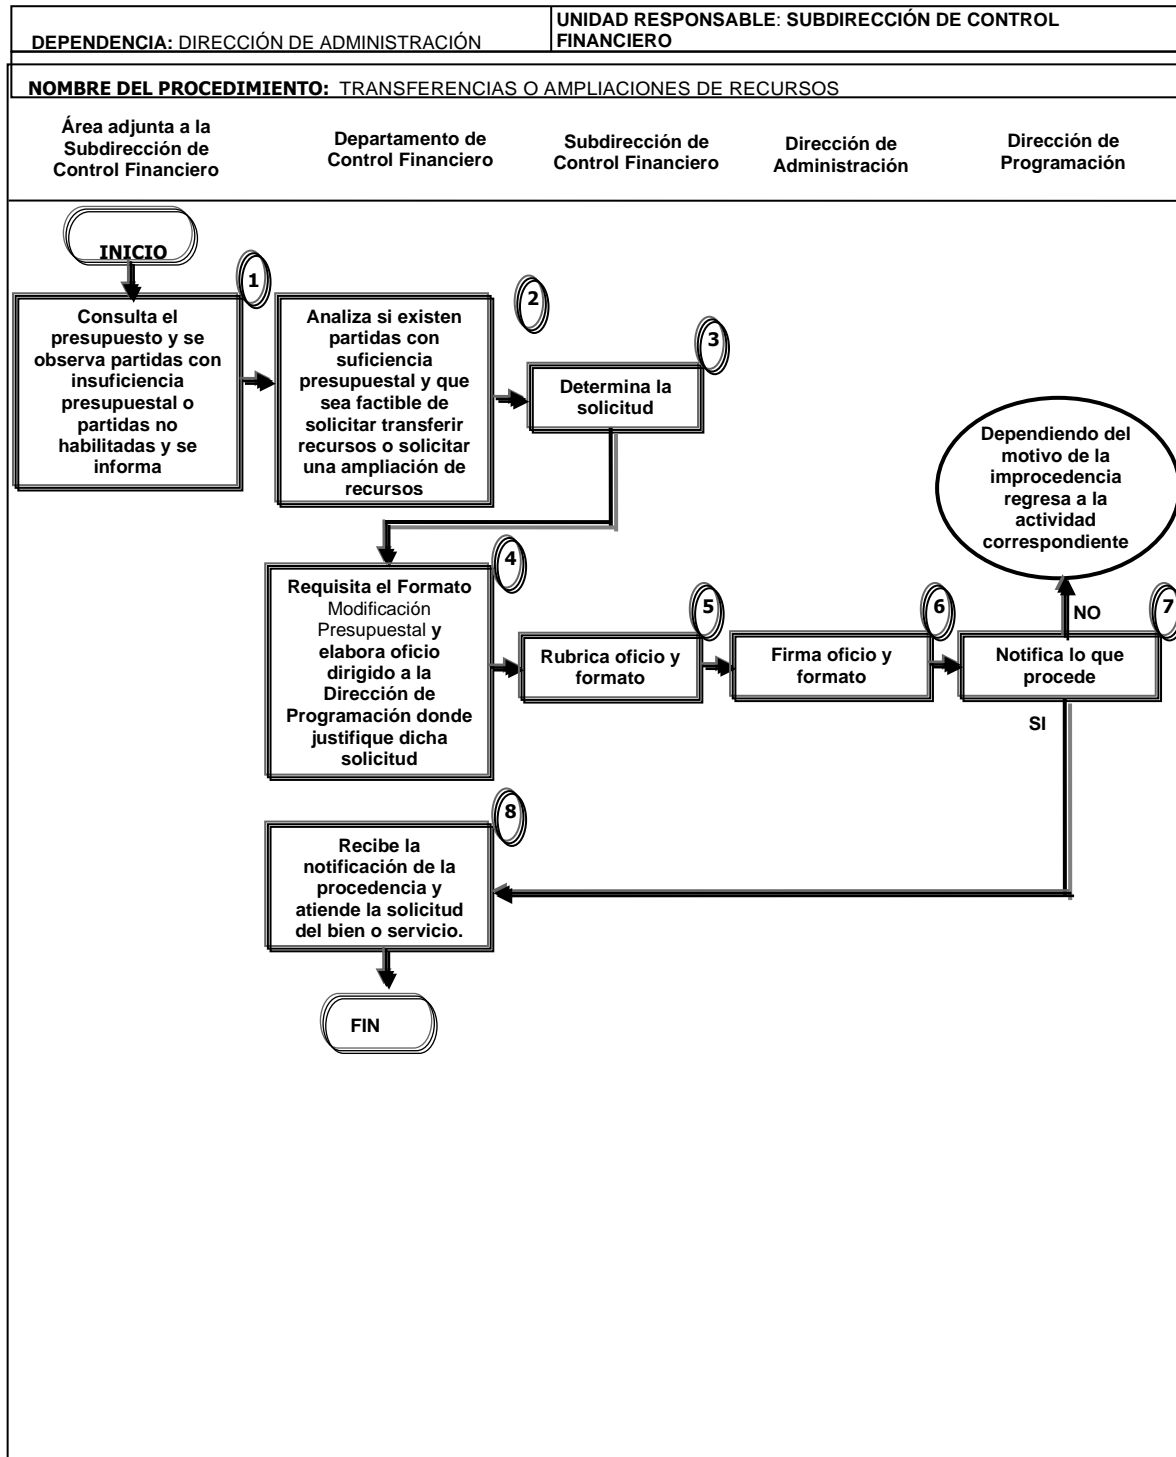 DEPENDENCIA: DIRECCIÓN DE ADMINISTRACIÓN
UNIDAD RESPONSABLE: SUBDIRECCIÓN DE CONTROL
FINANCIERO
NOMBRE DEL PROCEDIMIENTO: TRANSFERENCIAS O AMPLIACIONES DE RECURSOS
Área adjunta a la
Subdirección de
Control Financiero
Departamento de
Control Financiero
Subdirección de
Control Financiero
Dirección de
Administración
Dirección de
Programación
INICIO
1
Consulta el
presupuesto y se
observa partidas con
insuficiencia
presupuestal o
partidas no
habilitadas y se
informa
2
Analiza si existen
partidas con
suficiencia
presupuestal y que
sea factible de
solicitar transferir
recursos o solicitar
una ampliación de
recursos
3
Determina la
solicitud
4
Requisita el Formato
Modificación
Presupuestal y
elabora oficio
dirigido a la
Dirección de
Programación donde
justifique dicha
solicitud
5
Rubrica oficio y
formato
6
Firma oficio y
formato
7
Notifica lo que
procede
NO
Dependiendo del
motivo de la
improcedencia
regresa a la
actividad
correspondiente
SI
8
Recibe la
notificación de la
procedencia y
atiende la solicitud
del bien o servicio.
FIN